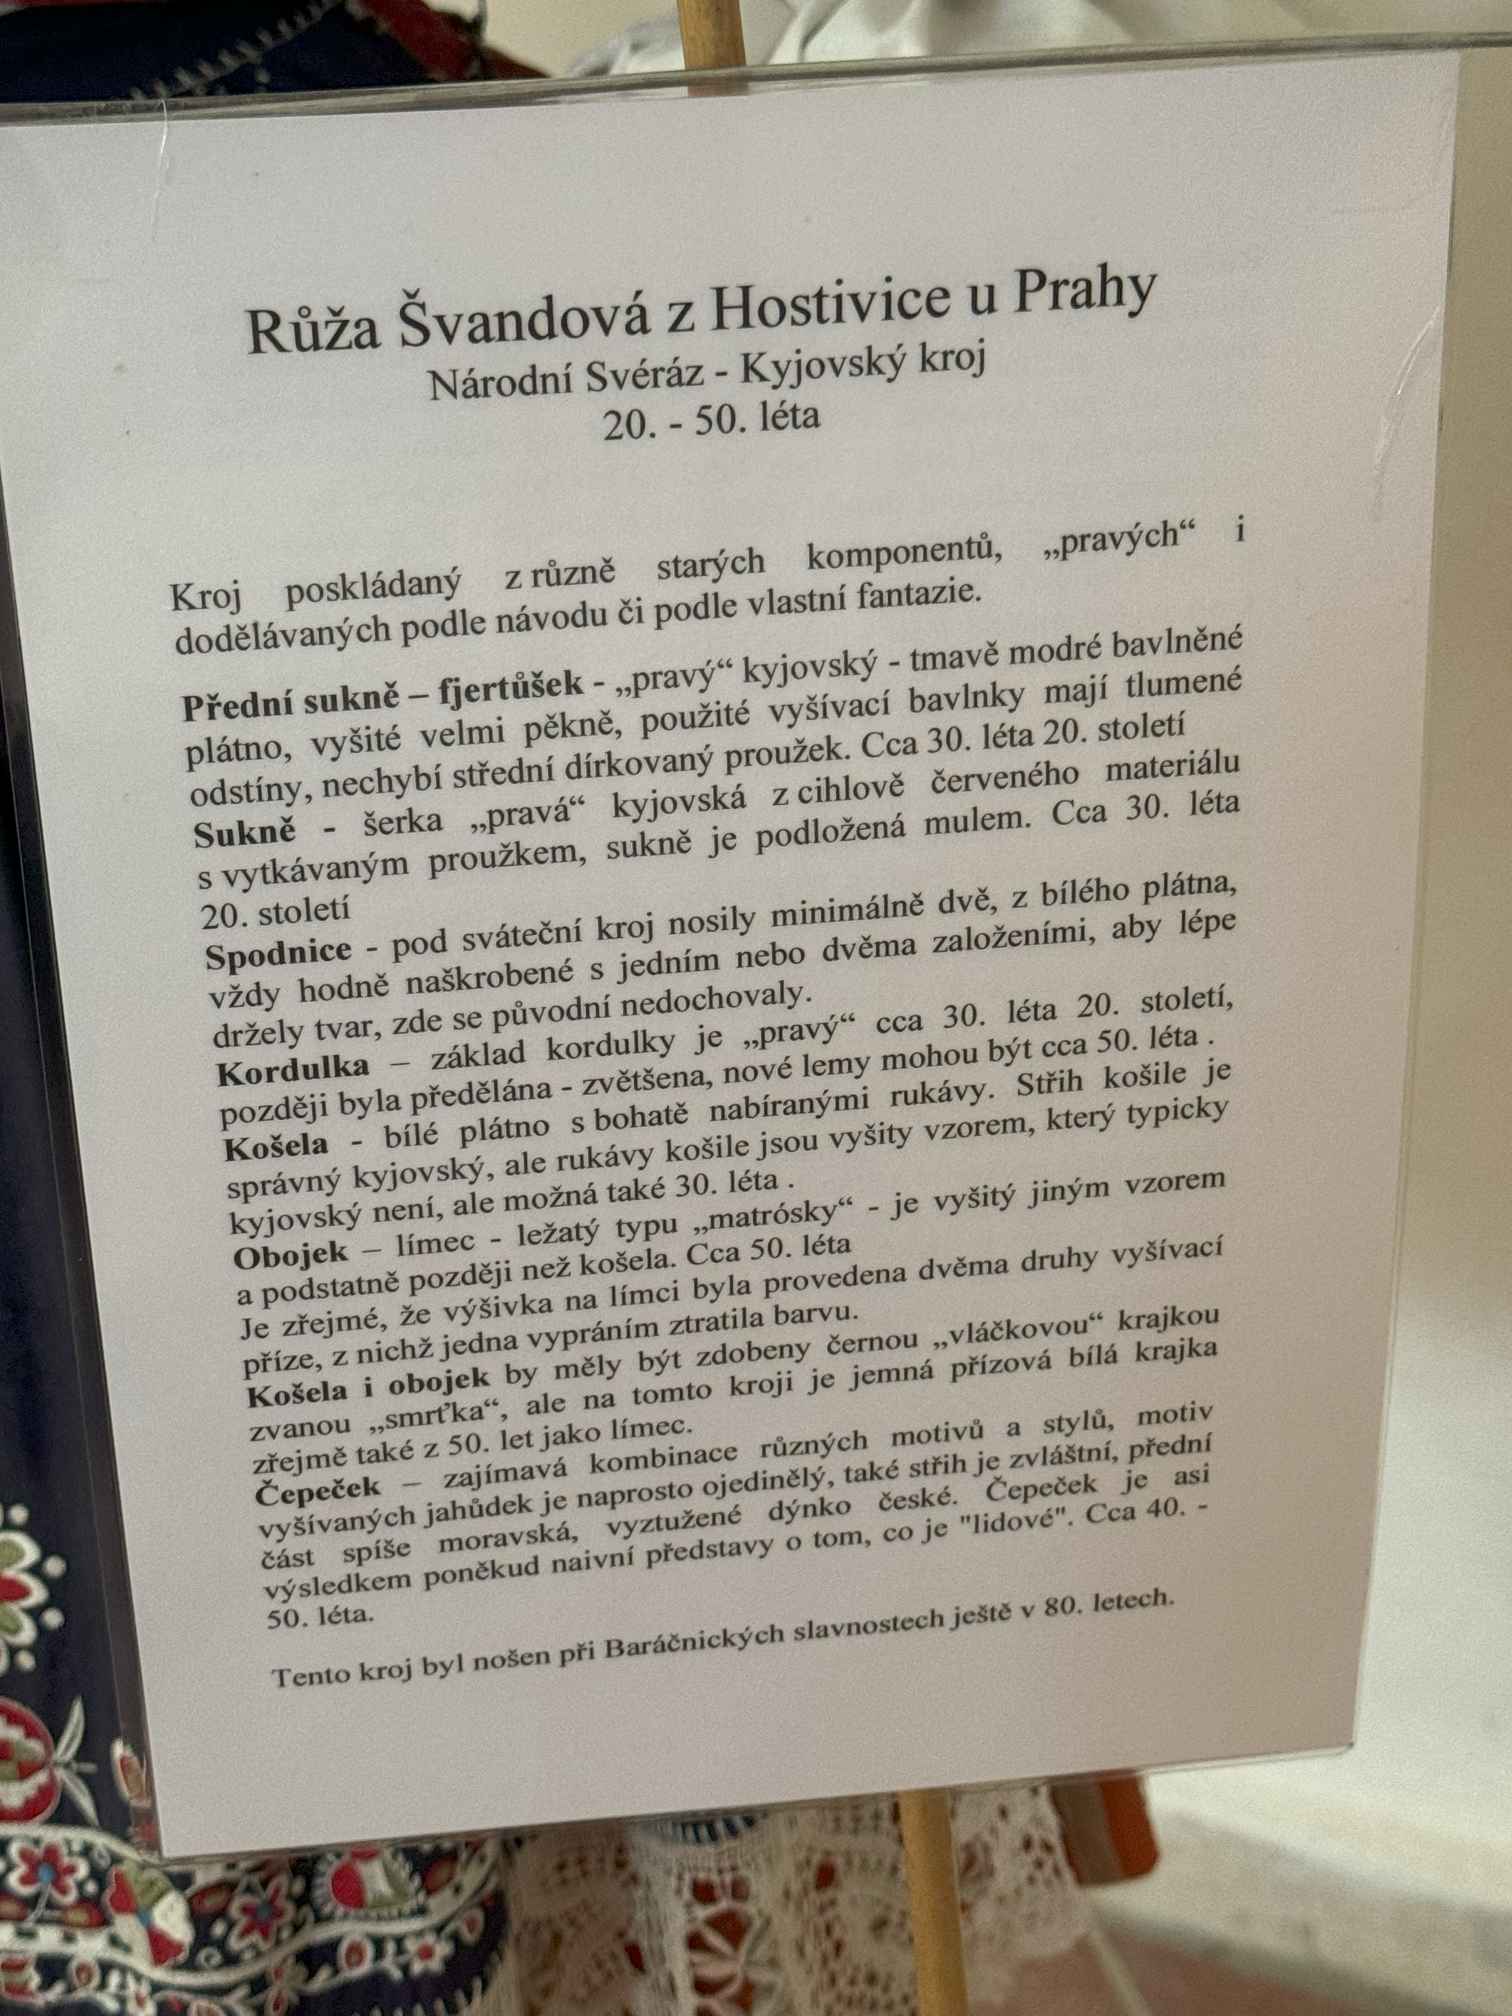 Růža Švandová z Hostivice u Prahy
Národní Svéráz - Kyjovský kroj
20. - 50. léta
Kroj poskládaný z různě starých komponentů, „pravých“ i
dodělávaných podle návodu či podle vlastní fantazie.
Přední sukně – fjertůšek - „pravý“ kyjovský - tmavě modré bavlněné
plátno, vyšité velmi pěkně, použité vyšívací bavlnky mají tlumené
odstíny, nechybí střední dírkovaný proužek. Cca 30. léta 20. století
Sukně - šerka „pravá“ kyjovská z cihlově červeného materiálu
s vytkávaným proužkem, sukně je podložená mulem. Cca 30. léta
20. století
Spodnice - pod sváteční kroj nosily minimálně dvě, z bílého plátna,
vždy hodně naškrobené s jedním nebo dvěma založeními, aby lépe
držely tvar, zde se původní nedochovaly.
Kordulka – základ kordulky je „pravý“ cca 30. léta 20. století,
později byla předělána - zvětšena, nové lemy mohou být cca 50. léta .
Košela - bílé plátno s bohatě nabíranými rukávy. Střih košile je
správný kyjovský, ale rukávy košile jsou vyšity vzorem, který typicky
kyjovský není, ale možná také 30. léta .
Obojek – límec - ležatý typu „matrósky“ - je vyšitý jiným vzorem
a podstatně později než košela. Cca 50. léta
Je zřejmé, že výšivka na límci byla provedena dvěma druhy vyšívací
příze, z nichž jedna vypráním ztratila barvu.
Košela i obojek by měly být zdobeny černou „vláčkovou“ krajkou
zvanou „smrťka“, ale na tomto kroji je jemná přízová bílá krajka
zřejmě také z 50. let jako límec.
Čepeček – zajímavá kombinace různých motivů a stylů, motiv
vyšívaných jahůdek je naprosto ojedinělý, také střih je zvláštní, přední
část spíše moravská, vyztužené dýnko české. Čepeček je asi
výsledkem poněkud naivní představy o tom, co je "lidové". Cca 40. -
50. léta.
Tento kroj byl nošen při Baráčnických slavnostech ještě v 80. letech.